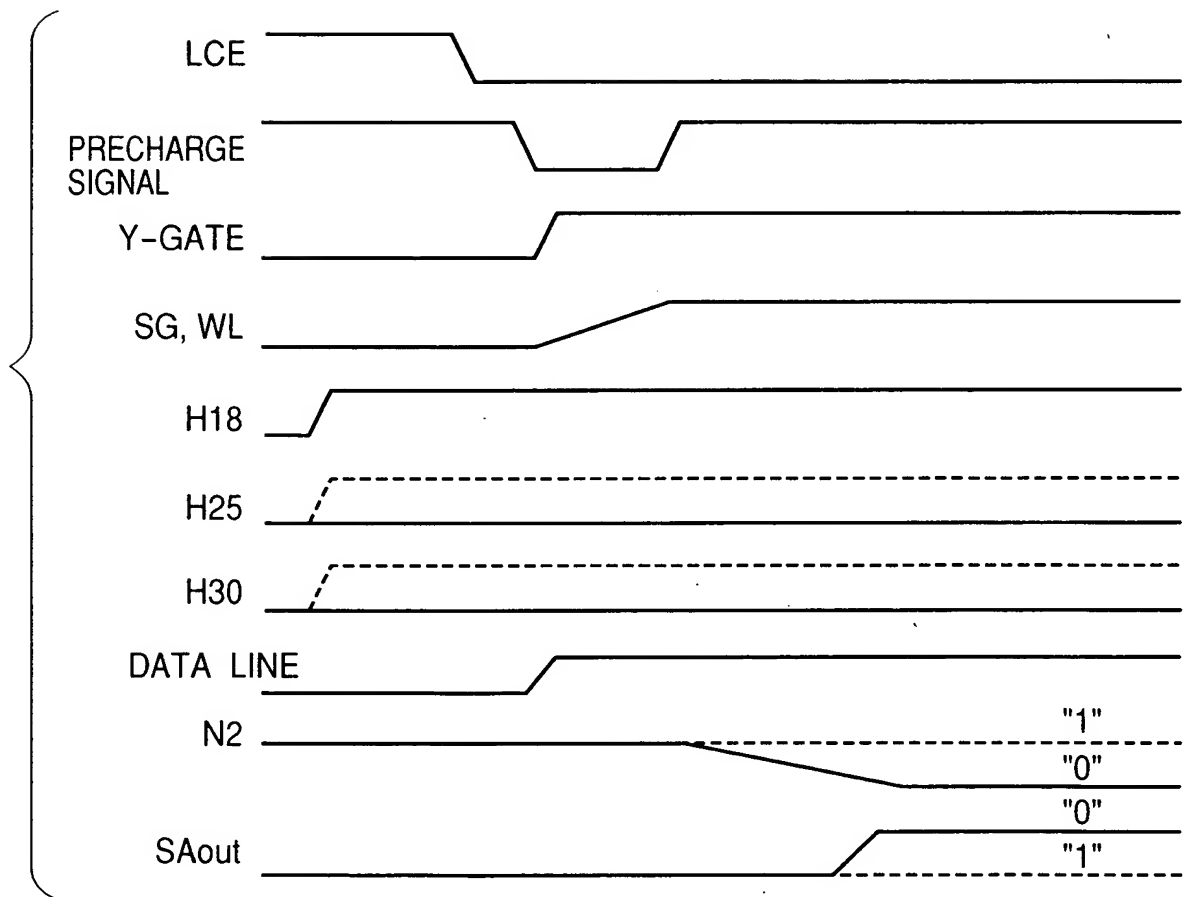 LCE
PRECHARGE
SIGNAL
Y-GATE
SG, WL
H18
H25
H30
DATA LINE
N2
"1"
"0"
SAout
"0"
"1"